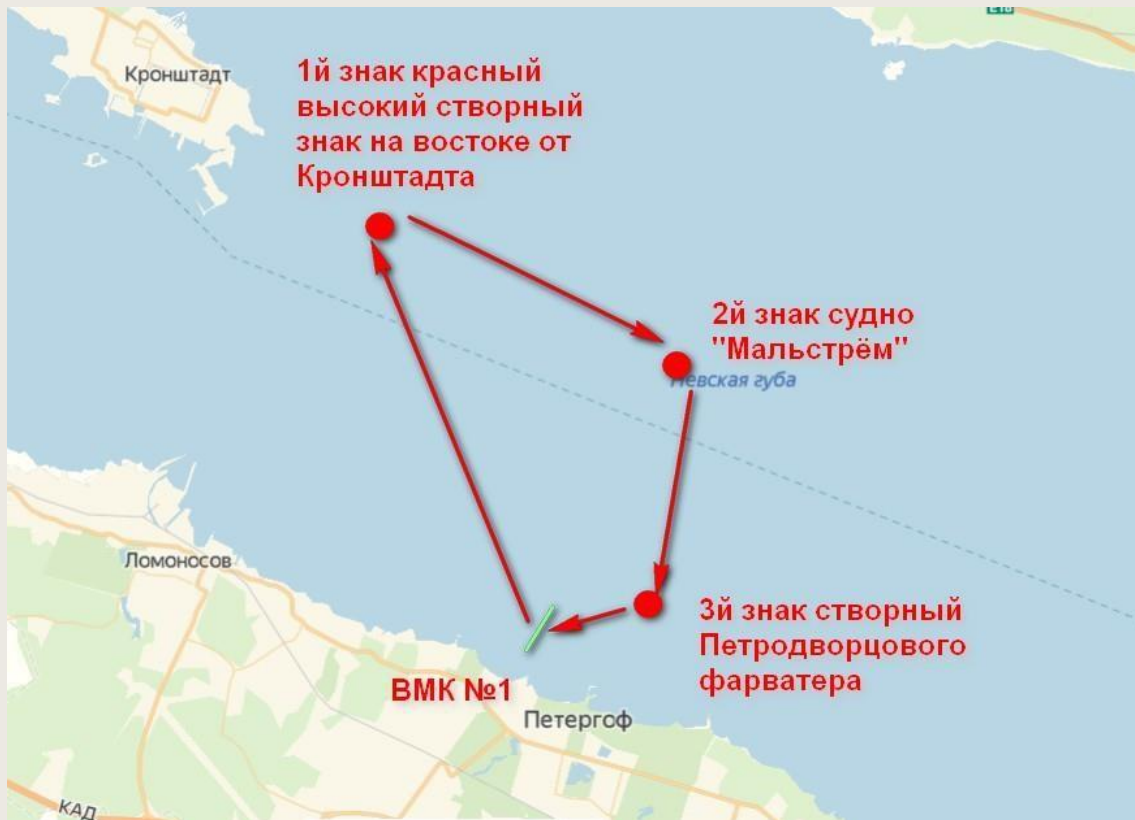 Кронштадт
1й знак красный
высокий створный
знак на востоке от
Кронштадта
2й знак судно
"Мальстрём"
Невская губа
Ломоносов
3й знак створный
Петродворцового
фарватера
ВМК №1
Петергоф
КАД